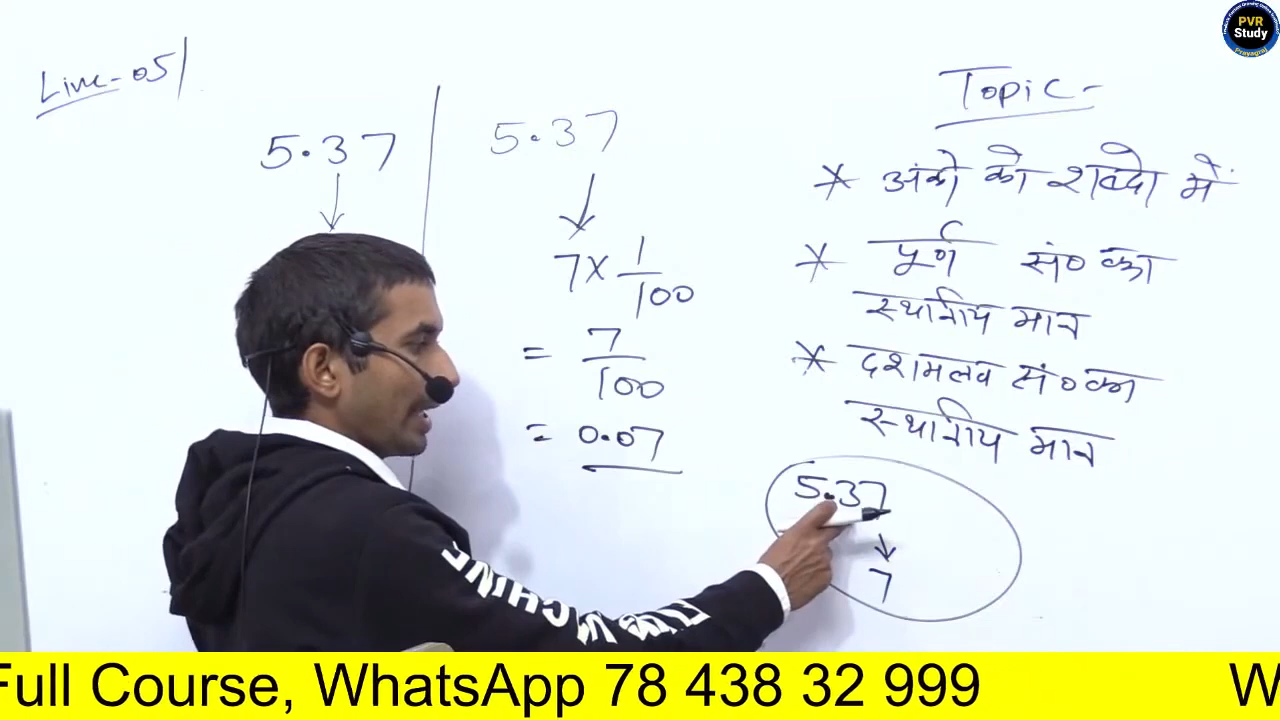 Live-05
5.37
5.37
7 × 1/100
= 7/100
= 0.07
Topic-
* अंको को शब्दो में
* पूर्ण सं० का
स्थानीय मान
* दशमलव सं० का
स्थानीय मान
5.37
7
PVR
Study
Prayagraj
Full Course, WhatsApp 78 438 32 999
W